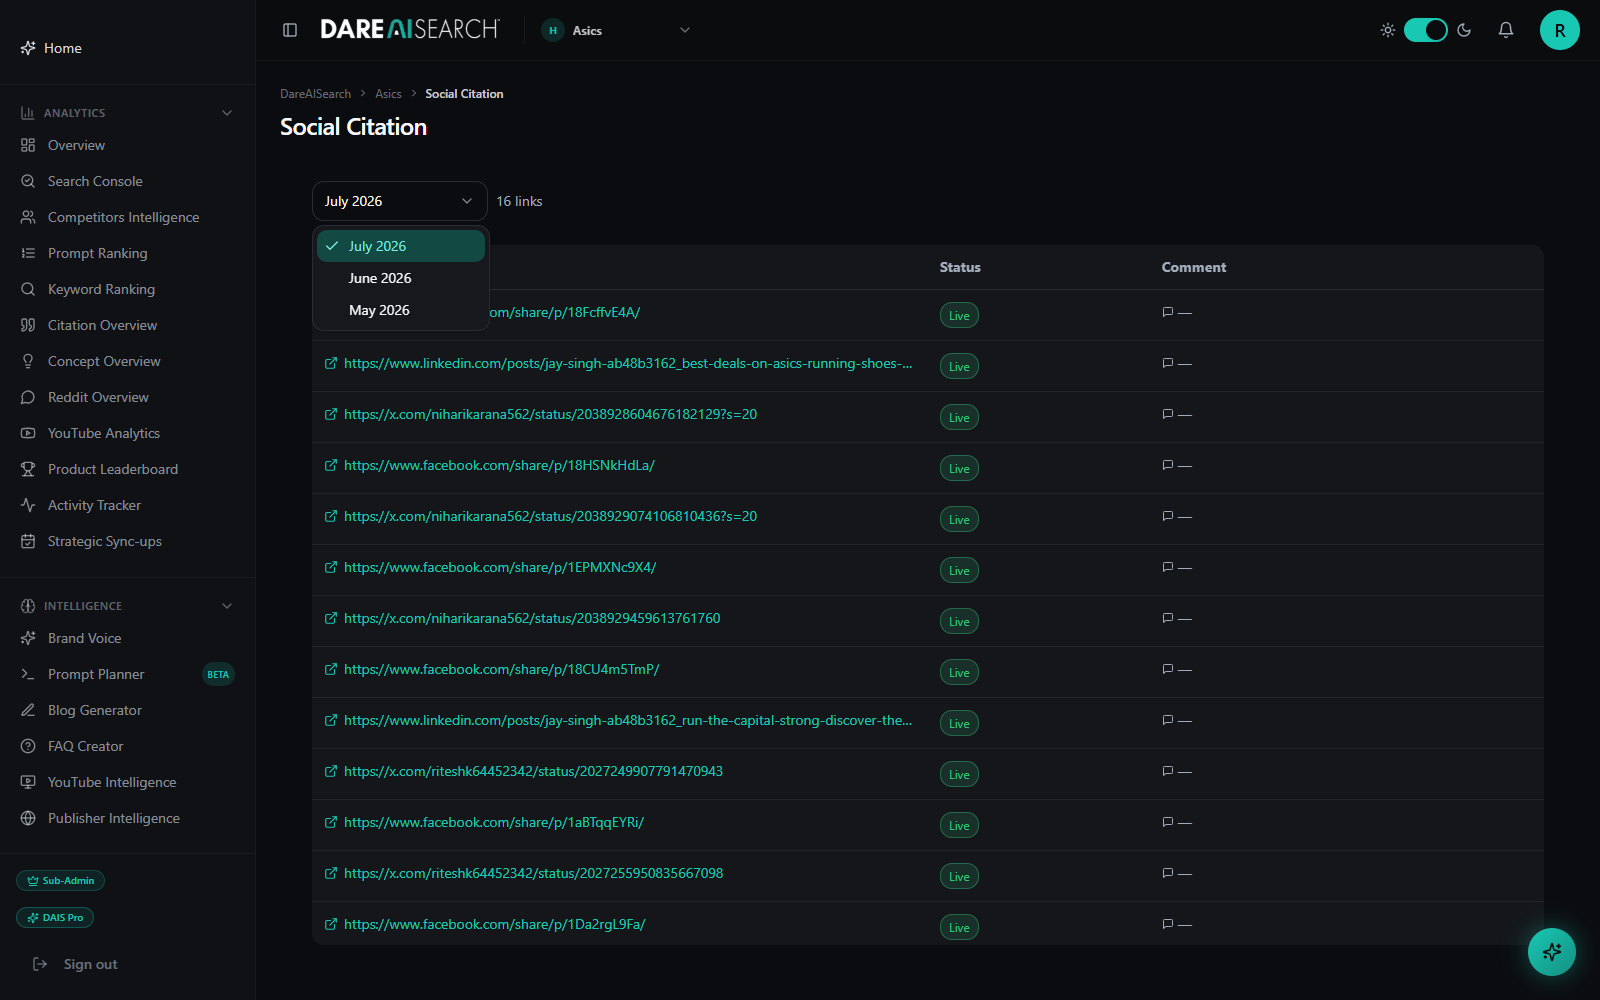 Home
ANALYTICS
Overview
Search Console
Competitors Intelligence
Prompt Ranking
Keyword Ranking
Citation Overview
Concept Overview
Reddit Overview
YouTube Analytics
Product Leaderboard
Activity Tracker
Strategic Sync-ups
INTELLIGENCE
Brand Voice
Prompt Planner BETA
Blog Generator
FAQ Creator
YouTube Intelligence
Publisher Intelligence
Sub-Admin
DAIS Pro
Sign out
DARE AISEARCH
H Asics
R
DareAISearch > Asics > Social Citation
Social Citation
July 2026 16 links
July 2026
June 2026
May 2026
Status Comment
om/share/p/18FcffvE4A/ Live —
https://www.linkedin.com/posts/jay-singh-ab48b3162_best-deals-on-asics-running-shoes-... Live —
https://x.com/niharikarana562/status/2038928604676182129?s=20 Live —
https://www.facebook.com/share/p/18HSNkHdLa/ Live —
https://x.com/niharikarana562/status/2038929074106810436?s=20 Live —
https://www.facebook.com/share/p/1EPMXNc9X4/ Live —
https://x.com/niharikarana562/status/2038929459613761760 Live —
https://www.facebook.com/share/p/18CU4m5TmP/ Live —
https://www.linkedin.com/posts/jay-singh-ab48b3162_run-the-capital-strong-discover-the... Live —
https://x.com/riteshk64452342/status/2027249907791470943 Live —
https://www.facebook.com/share/p/1aBTqqEYRi/ Live —
https://x.com/riteshk64452342/status/2027255950835667098 Live —
https://www.facebook.com/share/p/1Da2rgL9Fa/ Live —